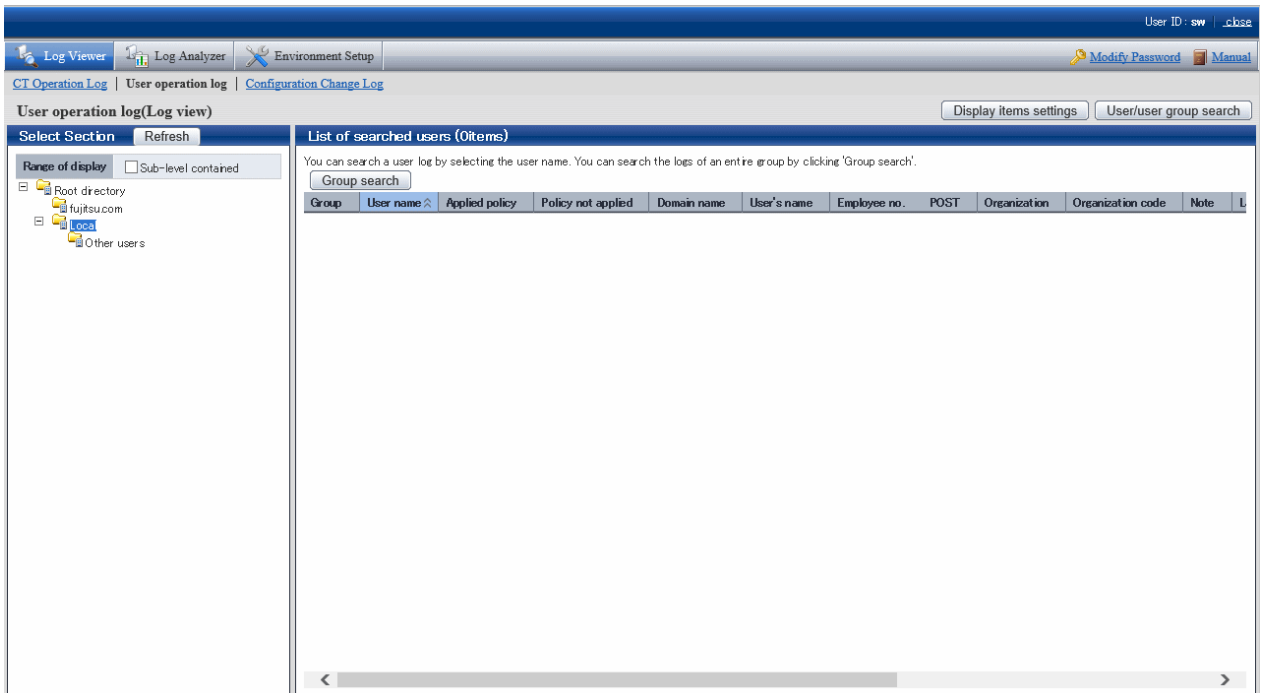 User ID : sw | close
Log Viewer Log Analyzer Environment Setup Modify Password Manual
CT Operation Log | User operation log | Configuration Change Log
User operation log(Log view) Display items settings User/user group search
Select Section Refresh
Range of display Sub-level contained
Root directory
fujitsu.com
Local
Other users
List of searched users (0items)
You can search a user log by selecting the user name. You can search the logs of an entire group by clicking 'Group search'.
Group search
Group User name Applied policy Policy not applied Domain name User's name Employee no. POST Organization Organization code Note L